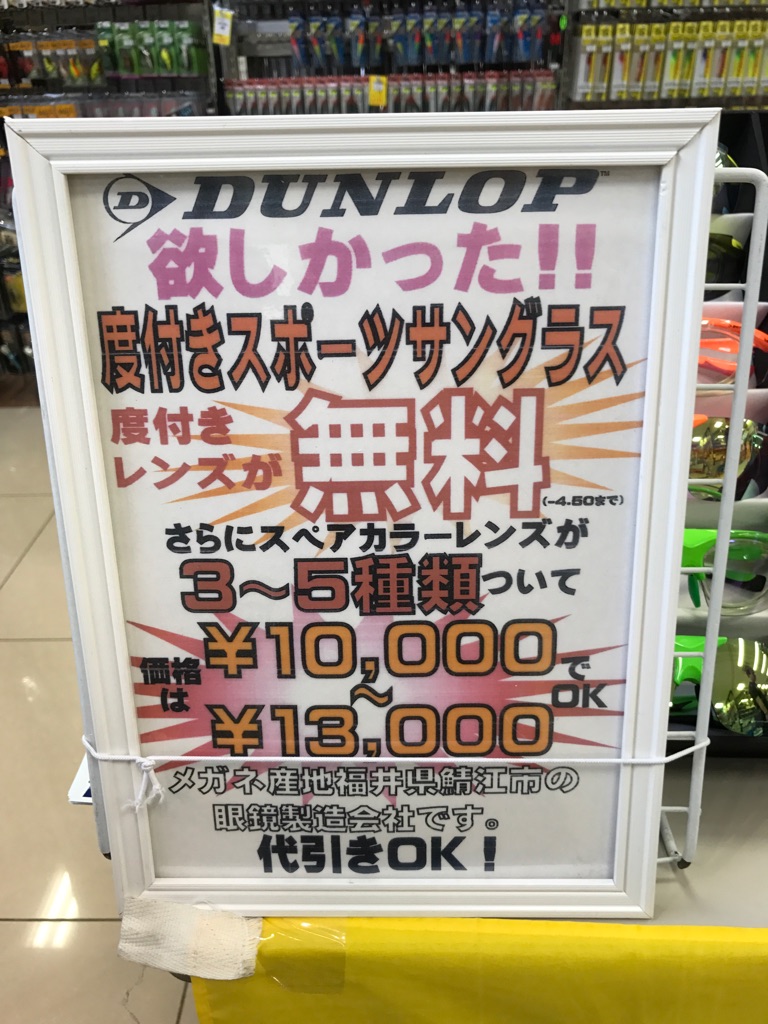 D DUNLOP™
欲しかった!!
度付きスポーツサングラス
度付き
レンズが
無料
(-4.50まで)
さらにスペアカラーレンズが
3〜5種類ついて
価格は
¥10,000
〜
¥13,000
でOK
メガネ産地福井県鯖江市の
眼鏡製造会社です。
代引きOK!